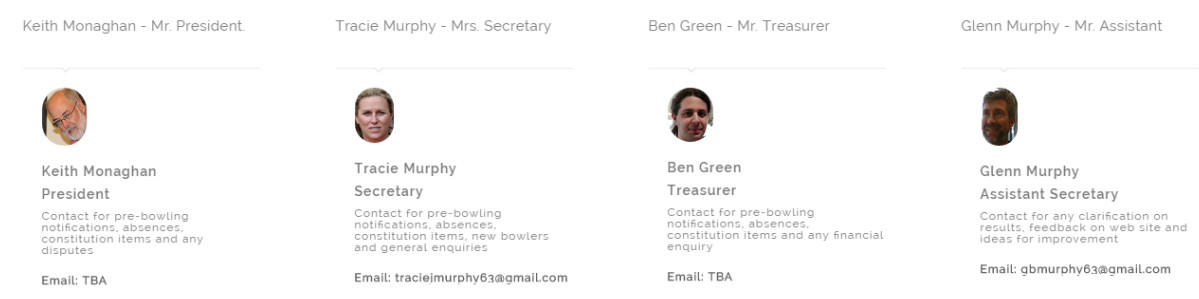 Keith Monaghan - Mr. President.
Keith Monaghan
President
Contact for pre-bowling
notifications, absences,
constitution items and any
disputes
Email: TBA
Tracie Murphy - Mrs. Secretary
Tracie Murphy
Secretary
Contact for pre-bowling
notifications, absences,
constitution items, new bowlers
and general enquiries
Email: traciejmurphy63@gmail.com
Ben Green - Mr. Treasurer
Ben Green
Treasurer
Contact for pre-bowling
notifications, absences,
constitution items and any financial
enquiry
Email: TBA
Glenn Murphy - Mr. Assistant
Glenn Murphy
Assistant Secretary
Contact for any clarification on
results, feedback on web site and
ideas for improvement
Email: gbmurphy63@gmail.com